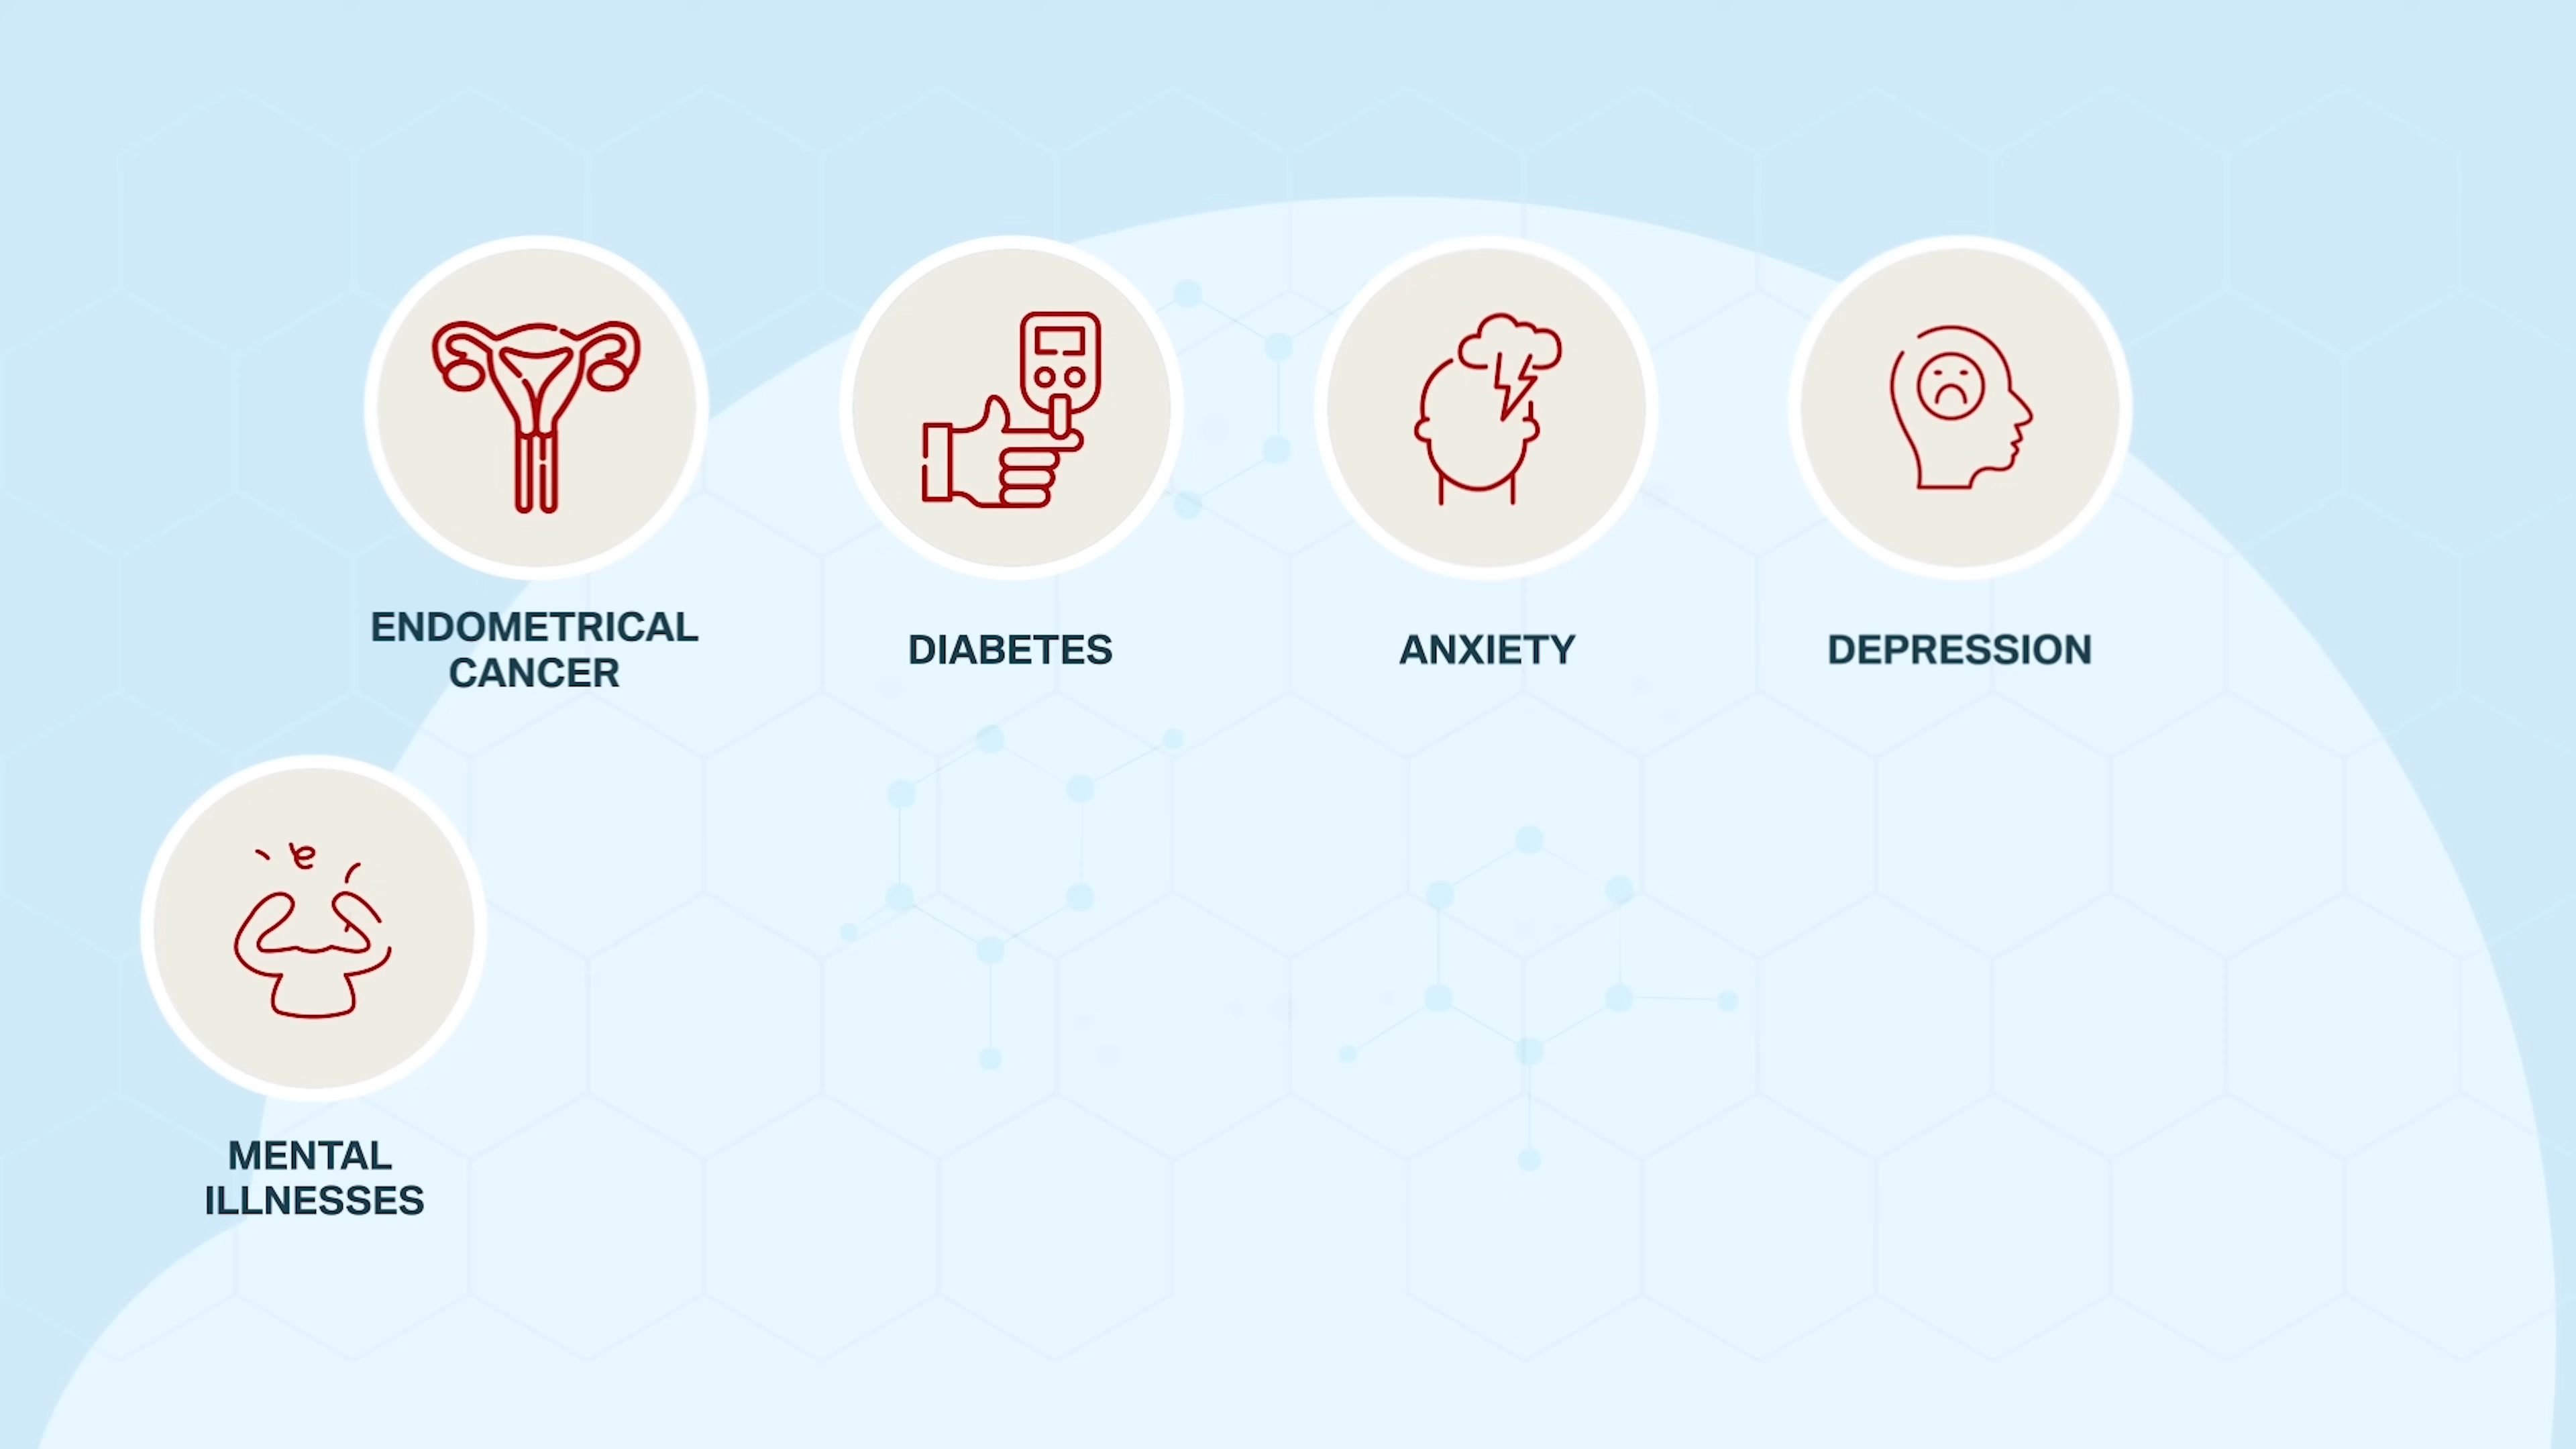 ENDOMETRICAL
CANCER
DIABETES
ANXIETY
DEPRESSION
MENTAL
ILLNESSES